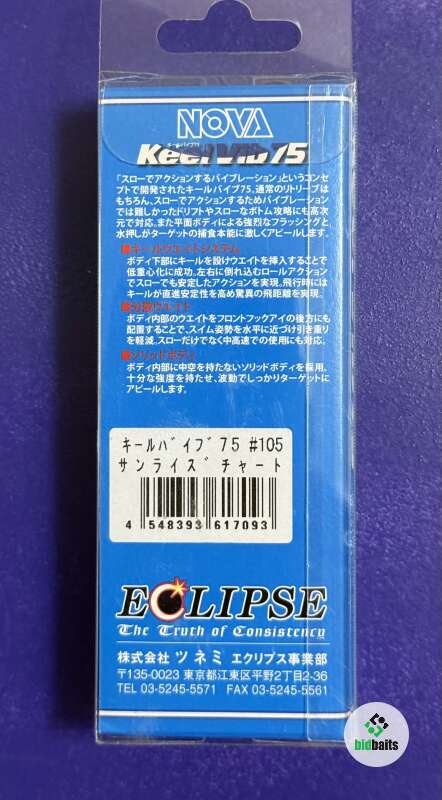 NOVA
キールバイブ75
Keel Vib 75
「スローでアクションするバイブレーション」というコンセ
プトで開発されたキールバイブ75。通常のリトリーブは
もちろん、スローでアクションするためバイブレーション
では難しかったドリフトやスローなボトム攻略にも高次
元で対応。また平面ボディによる強烈なフラッシングと
水押しがターゲットの捕食本能に激しくアピールします。
■キールウエイトシステム
ボディ下部にキールを設けウエイトを挿入することで
低重心化に成功。左右に倒れ込むロールアクション
でスローでも安定したアクションを実現。飛行時には
キールが直進安定性を高め驚異の飛距離を実現。
■分散ウエイト
ボディ内部のウエイトをフロントフックアイの後方にも
配置することで、スイム姿勢を水平に近づけ引き重り
を軽減。スローだけでなく中高速での使用にも対応。
■ソリッドボディ
ボディ内部に中空を持たないソリッドボディを採用。
十分な強度を持たせ、波動でしっかりターゲットに
アピールします。
キールバイブ75 #105
サンライズチャート
4 548393 617093
ECLIPSE
The Truth of Consistency
株式会社 ツネミ エクリプス事業部
〒135-0023 東京都江東区平野2丁目2-36
TEL 03-5245-5571 FAX 03-5245-5561
bidbaits